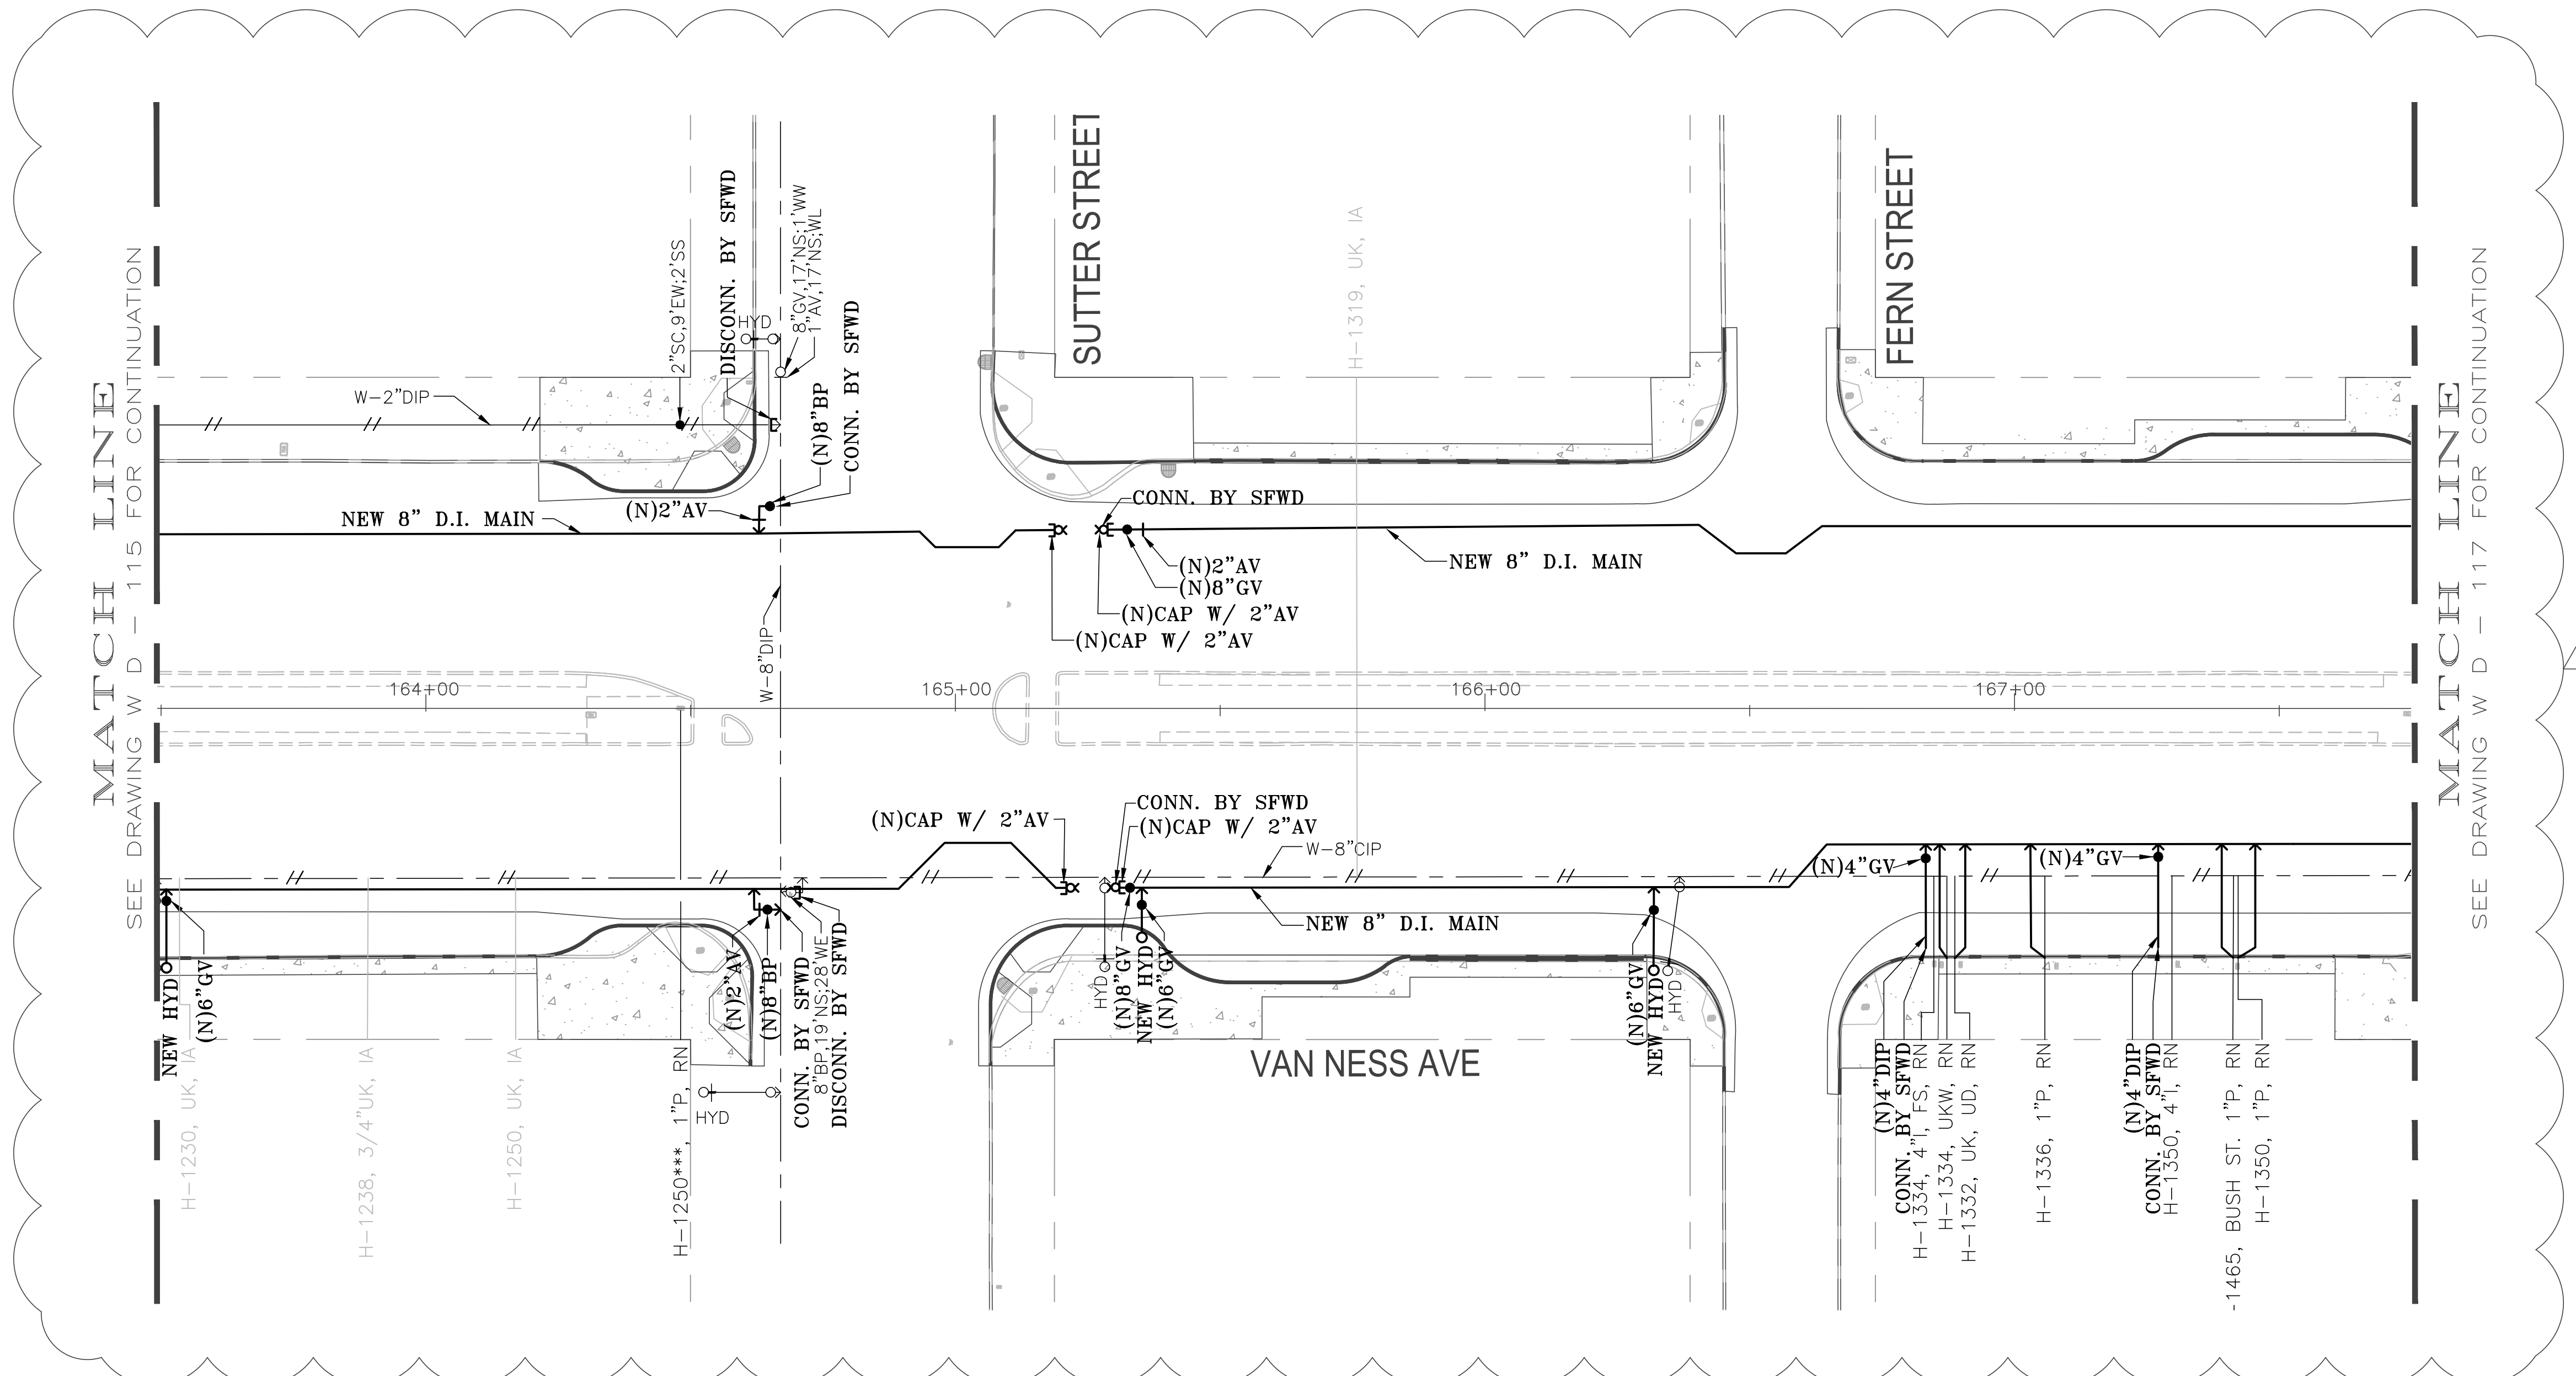 MATCH LINE
SEE DRAWING W D - 115 FOR CONTINUATION
W-2"DIP
2"SC,9'EW;2'SS
DISCONN. BY SFWD
HYD
8"GV,17'NS;1'WW
1"AV,17'NS;WL
(N)8"BP
CONN. BY SFWD
(N)2"AV
NEW 8" D.I. MAIN
W-8"DIP
SUTTER STREET
H-1319, UK, IA
FERN STREET
CONN. BY SFWD
(N)2"AV
(N)8"GV
(N)CAP W/ 2"AV
(N)CAP W/ 2"AV
NEW 8" D.I. MAIN
164+00
165+00
166+00
167+00
(N)CAP W/ 2"AV
CONN. BY SFWD
(N)CAP W/ 2"AV
W-8"CIP
NEW 8" D.I. MAIN
(N)4"GV
(N)4"GV
NEW HYD
(N)6"GV
H-1230, UK, IA
H-1238, 3/4"UK, IA
H-1250, UK, IA
H-1250***, 1"P, RN
HYD
(N)2"AV
(N)8"BP
CONN. BY SFWD
8"BP,19'NS;28'WE
DISCONN. BY SFWD
HYD
(N)8"GV
NEW HYD
(N)6"GV
VAN NESS AVE
(N)6"GV
NEW HYD
HYD
(N)4"DIP
CONN. BY SFWD
H-1334, 4"I, FS, RN
H-1334, UKW, RN
H-1332, UK, UD, RN
H-1336, 1"P, RN
(N)4"DIP
CONN. BY SFWD
H-1350, 4"I, RN
-1465, BUSH ST. 1"P, RN
H-1350, 1"P, RN
MATCH LINE
SEE DRAWING W D - 117 FOR CONTINUATION